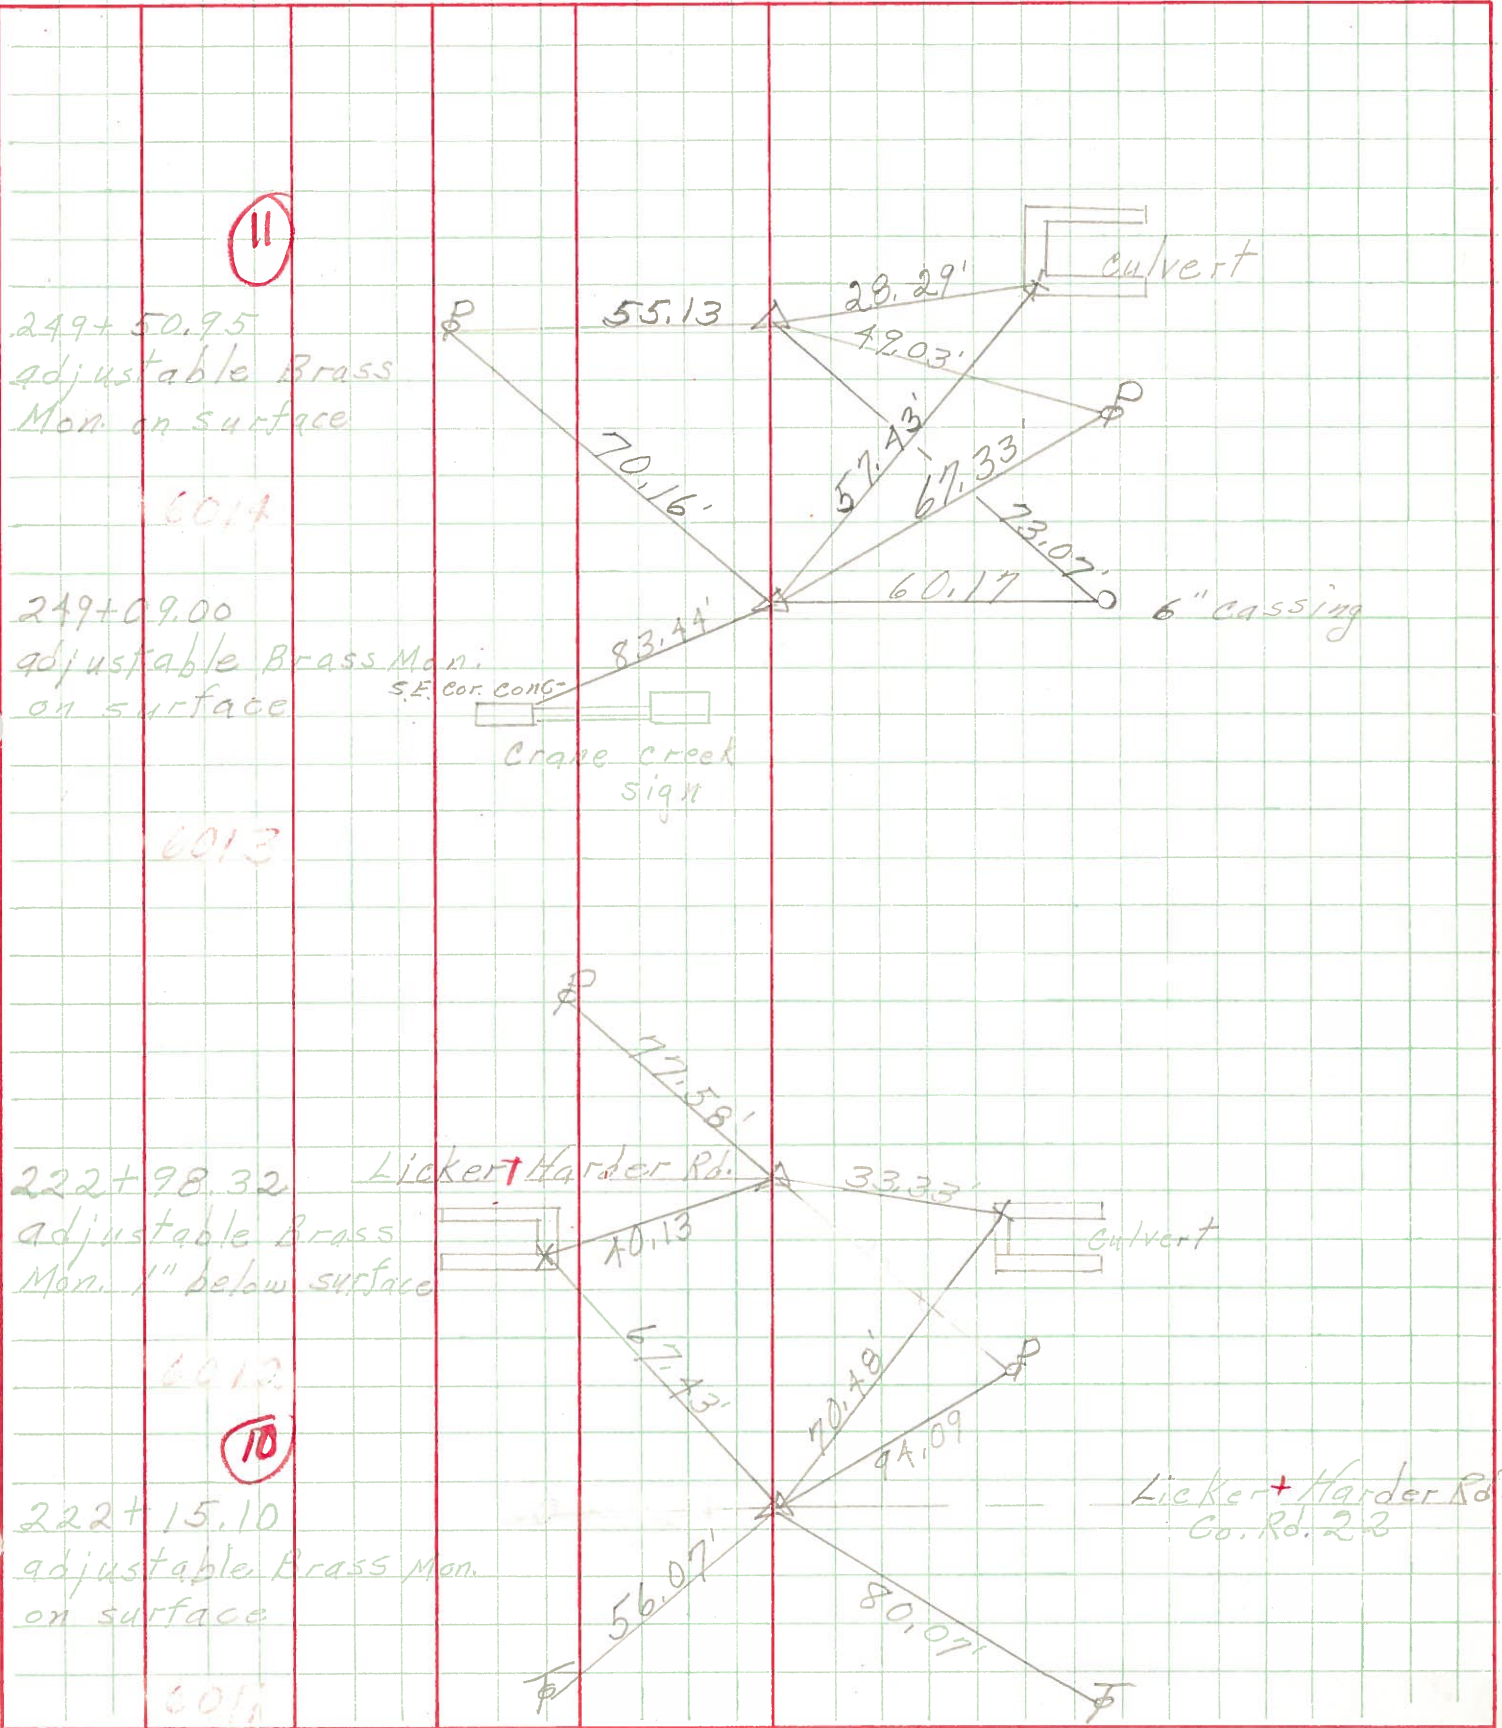 11
culvert
28.29'
P
55.13
249+50.95
49.03'
adjustable Brass
P
Mon. on surface
70.16'
57.43'
67.33'
6014
73.07'
60.17
249+09.00
6" cassing
83.44'
adjustable Brass Mon.
S.E. cor. conc-
on surface
Crane creek
sign
6013
P
77.58'
Lickert Harder Rd.
33.33'
222+98.32
40.13
adjustable Brass
culvert
Mon. 1" below surface
67.43'
70.48'
P
6012
94.09
10
Lickert Harder Rd
222+15.10
Co. Rd. 22
adjustable Brass Mon.
56.07'
on surface
80.07'
T
T